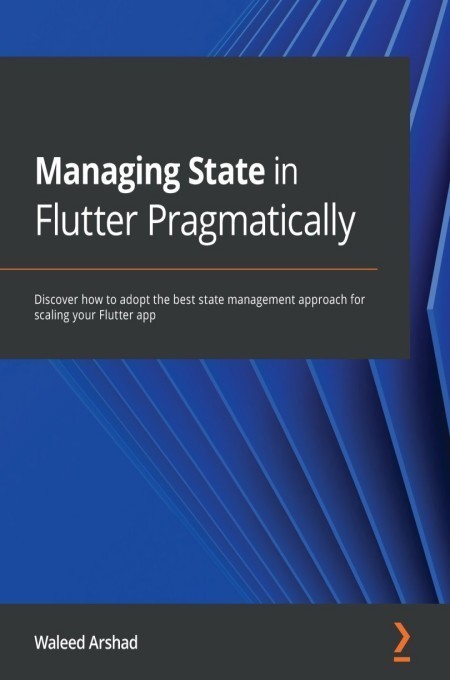 Managing State in
Flutter Pragmatically
Discover how to adopt the best state management approach for
scaling your Flutter app
Waleed Arshad